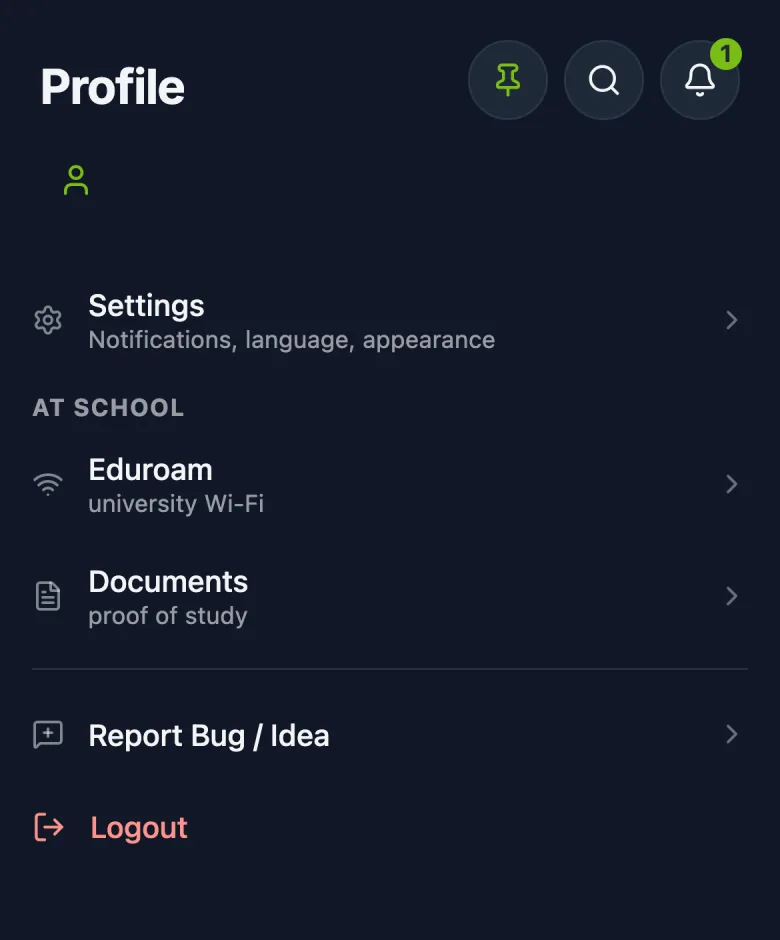 Profile
1
Settings
Notifications, language, appearance
AT SCHOOL
Eduroam
university Wi-Fi
Documents
proof of study
Report Bug / Idea
Logout